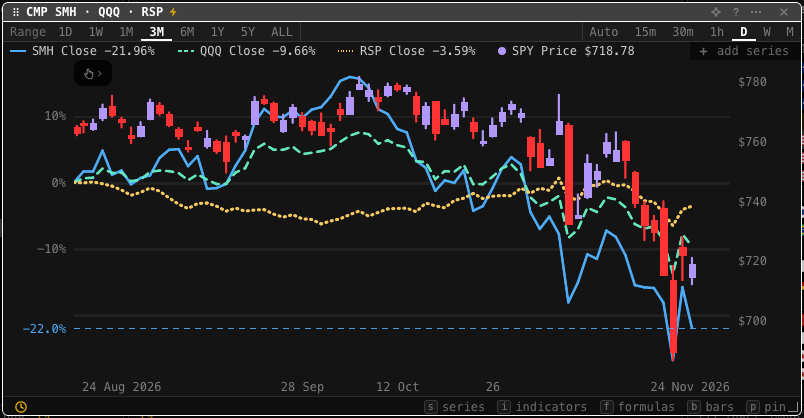 CMP SMH · QQQ · RSP ⚡ ? ··· ×
Range 1D 1W 1M 3M 6M 1Y 5Y ALL Auto 15m 30m 1h D W M
SMH Close −21.96% QQQ Close −9.66% RSP Close −3.59% SPY Price $718.78 + add series
$780
10%
$760
0%
$740
−10%
$720
$700
−22.0%
24 Aug 2026 28 Sep 12 Oct 26 24 Nov 2026
s series i indicators f formulas b bars p pin